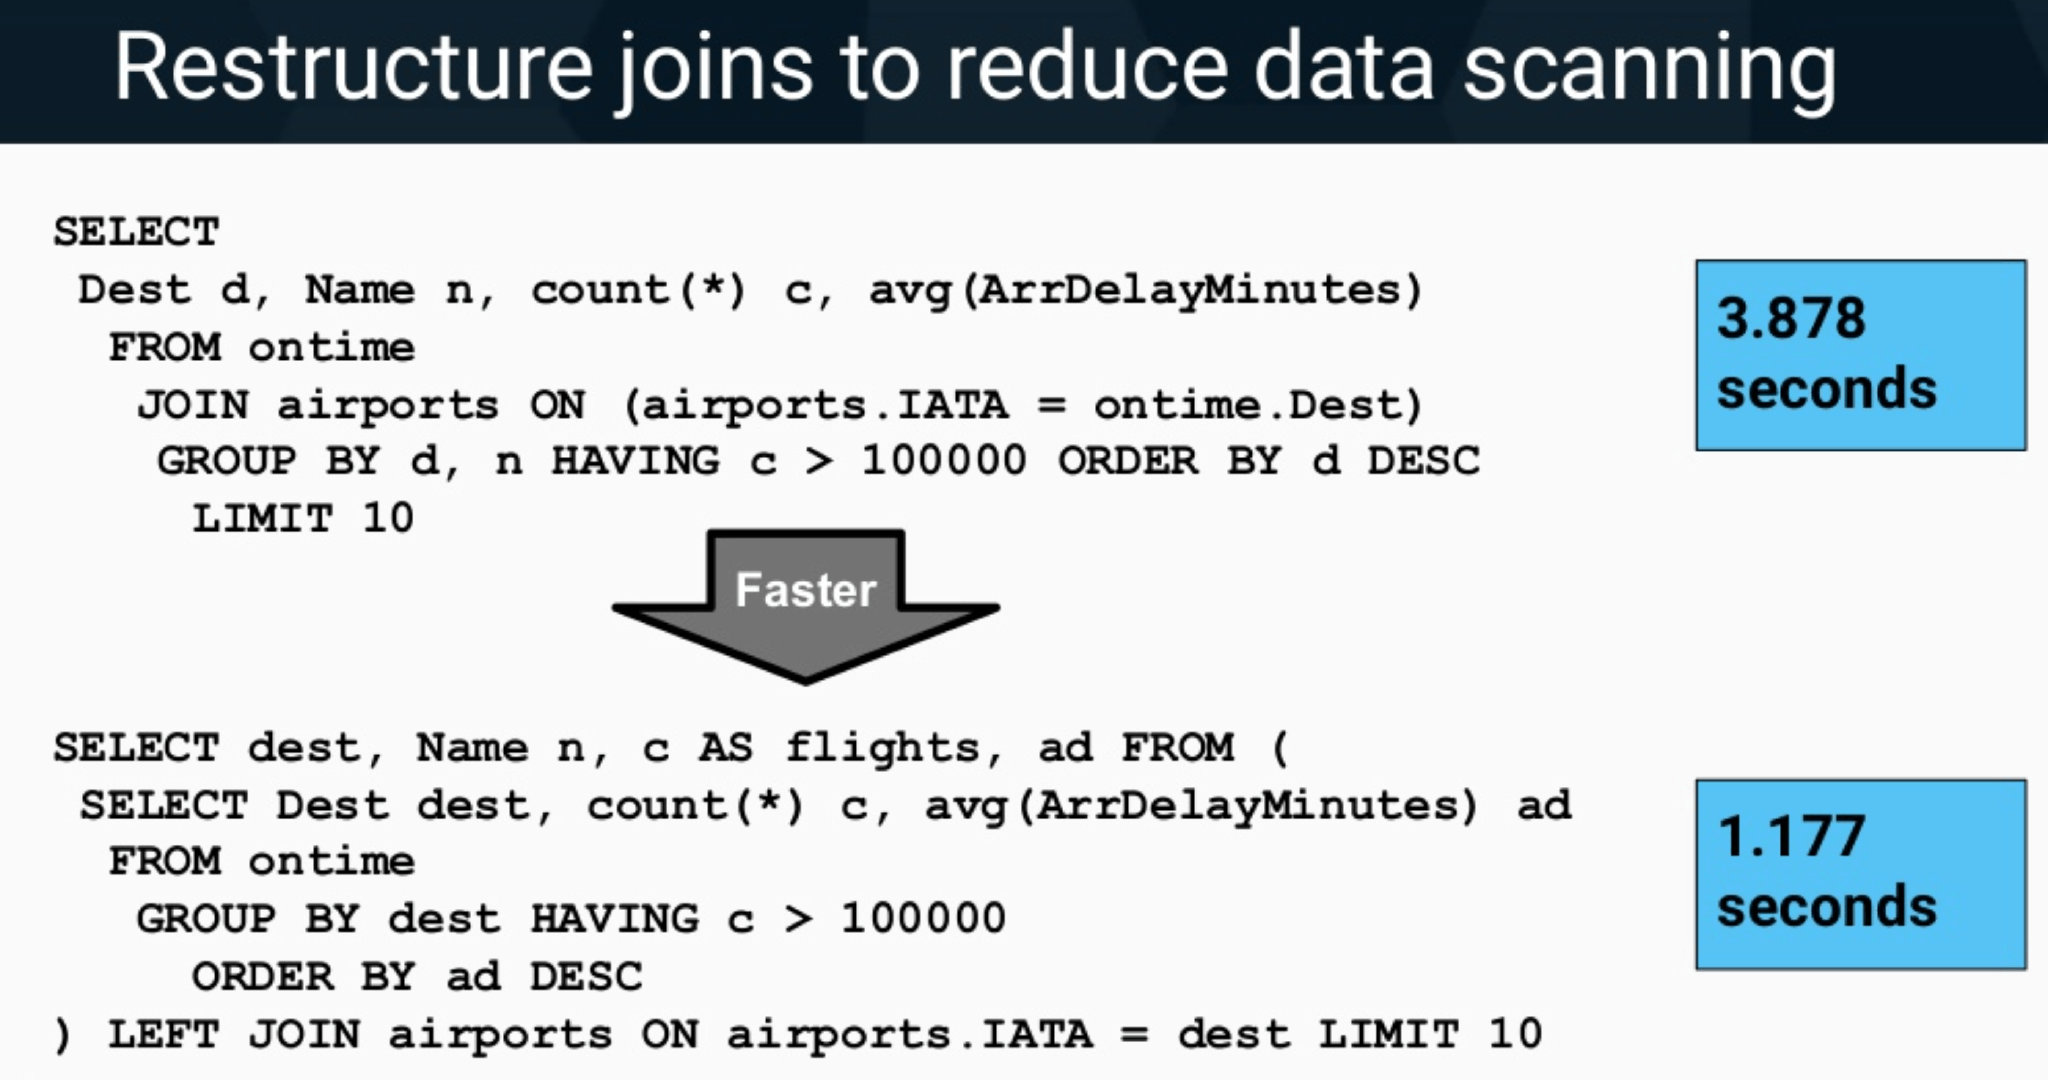 Restructure joins to reduce data scanning
SELECT
Dest d, Name n, count(*) c, avg(ArrDelayMinutes)
FROM ontime
JOIN airports ON (airports.IATA = ontime.Dest)
GROUP BY d, n HAVING c > 100000 ORDER BY d DESC
LIMIT 10
3.878
seconds
Faster
SELECT dest, Name n, c AS flights, ad FROM (
SELECT Dest dest, count(*) c, avg(ArrDelayMinutes) ad
FROM ontime
GROUP BY dest HAVING c > 100000
ORDER BY ad DESC
) LEFT JOIN airports ON airports.IATA = dest LIMIT 10
1.177
seconds